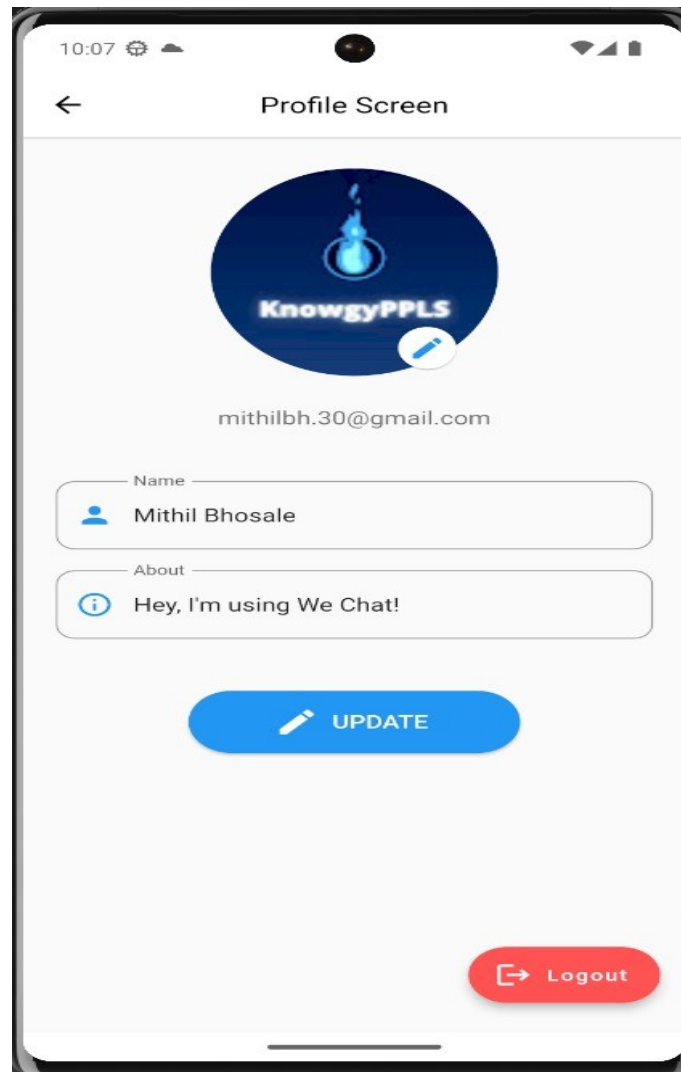 10:07
Profile Screen
KnowgyPPLS
mithilbh.30@gmail.com
Name
Mithil Bhosale
About
Hey, I'm using We Chat!
UPDATE
Logout